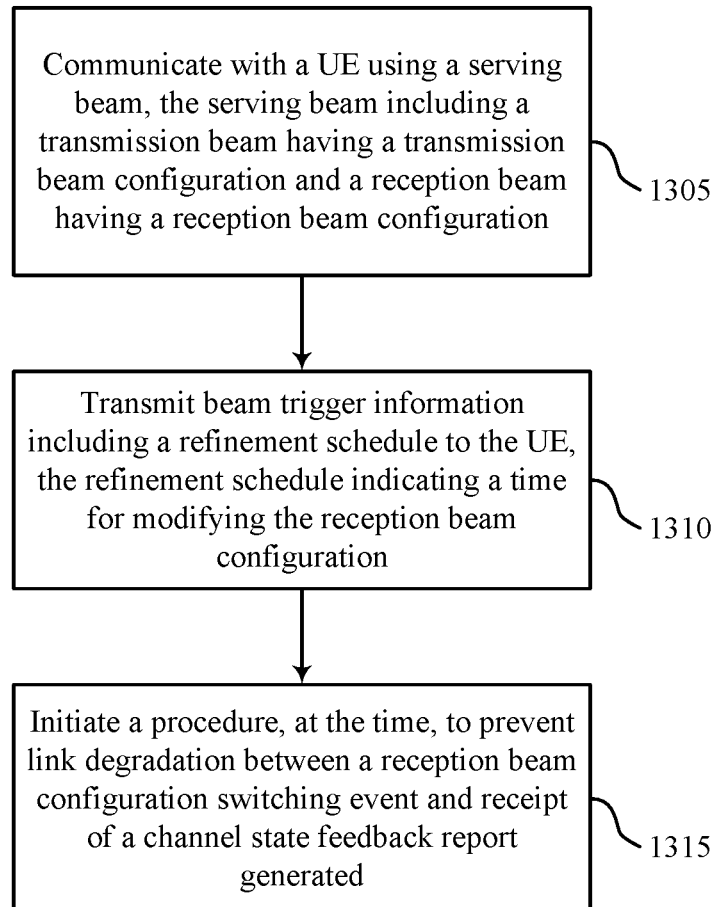 Communicate with a UE using a serving
beam, the serving beam including a
transmission beam having a transmission
beam configuration and a reception beam
having a reception beam configuration
1305
Transmit beam trigger information
including a refinement schedule to the UE,
the refinement schedule indicating a time
for modifying the reception beam
configuration
1310
Initiate a procedure, at the time, to prevent
link degradation between a reception beam
configuration switching event and receipt
of a channel state feedback report
generated
1315